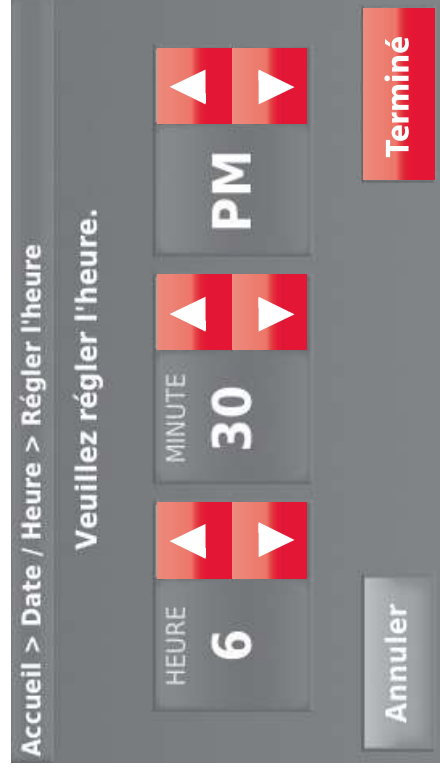 Accueil > Date / Heure > Régler l'heure
Veuillez régler l'heure.
HEURE MINUTE
6 30 PM
Annuler Terminé